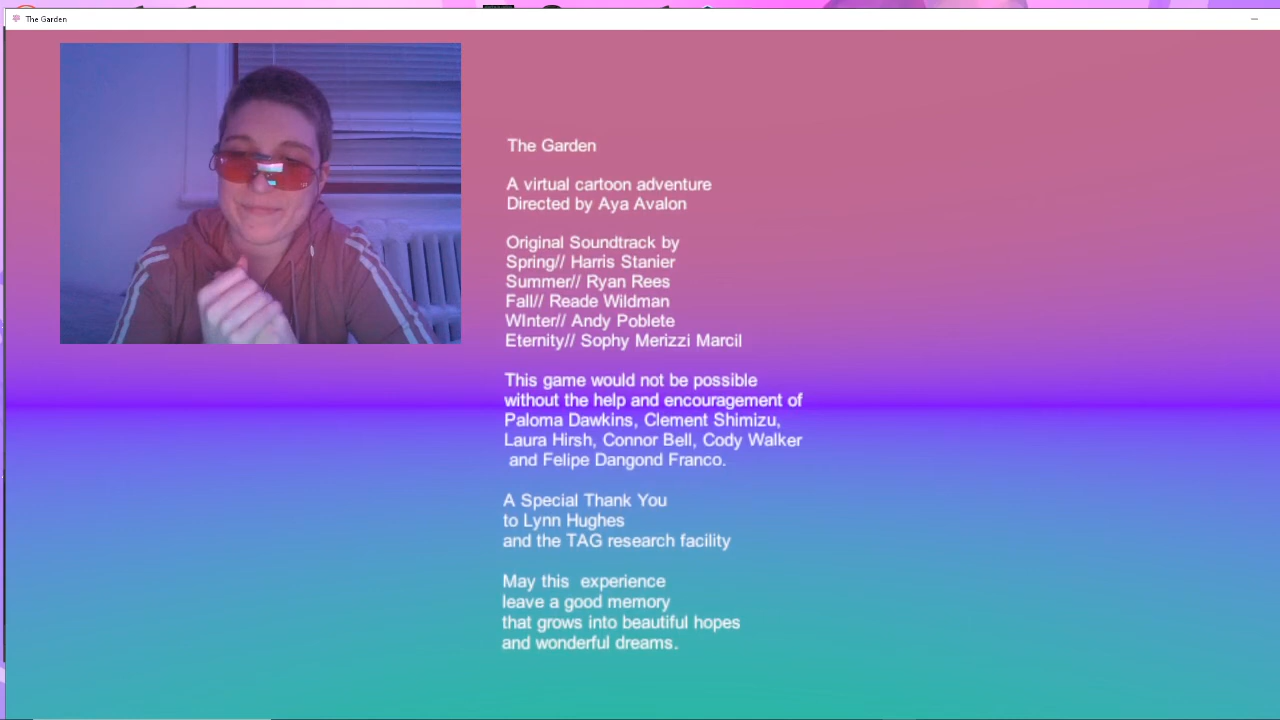 The Garden
The Garden
A virtual cartoon adventure
Directed by Aya Avalon
Original Soundtrack by
Spring// Harris Stanier
Summer// Ryan Rees
Fall// Reade Wildman
WInter// Andy Poblete
Eternity// Sophy Merizzi Marcil
This game would not be possible
without the help and encouragement of
Paloma Dawkins, Clement Shimizu,
Laura Hirsh, Connor Bell, Cody Walker
and Felipe Dangond Franco.
A Special Thank You
to Lynn Hughes
and the TAG research facility
May this  experience
leave a good memory
that grows into beautiful hopes
and wonderful dreams.